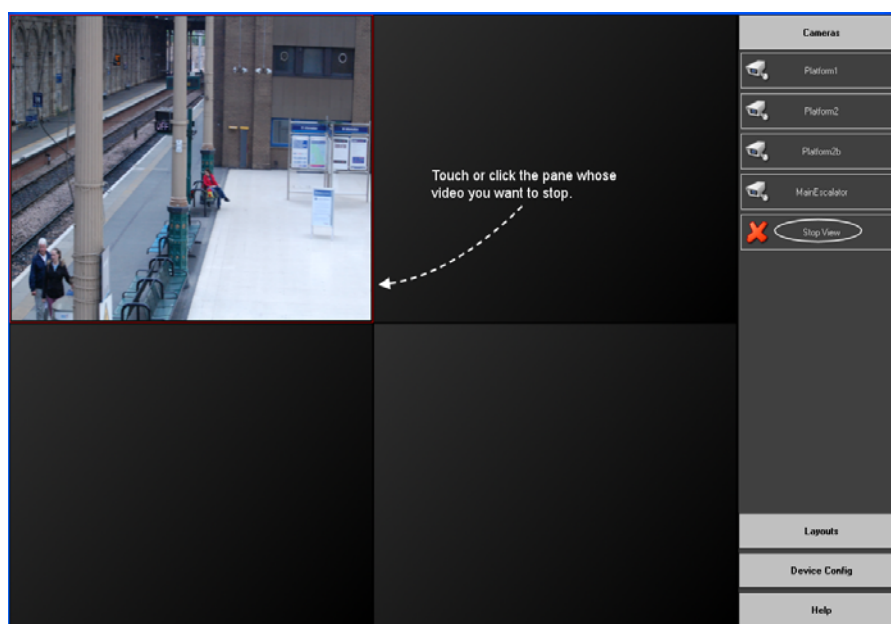 Cameras
Platform1
Platform2
Platform2b
MainEscalator
Stop View
Touch or click the pane whose
video you want to stop.
Layouts
Device Config
Help